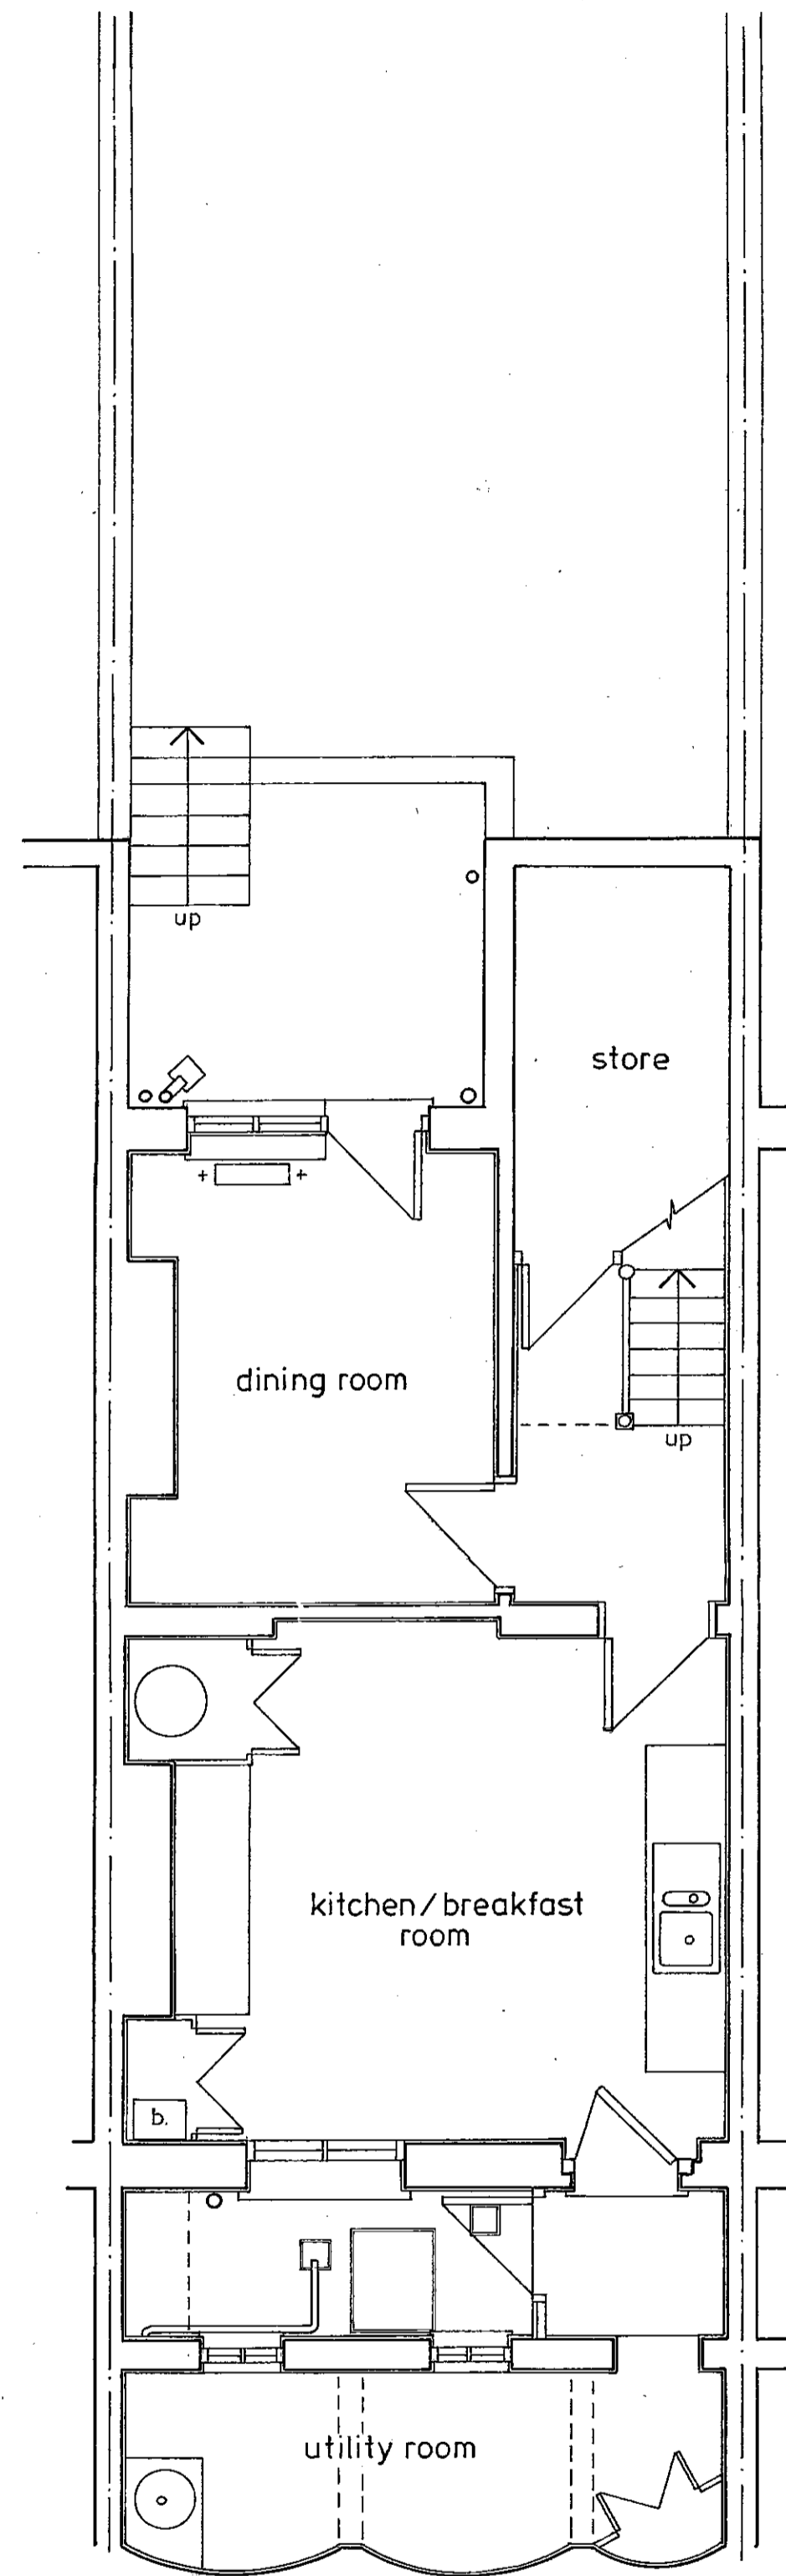 up
store
dining room
up
kitchen/breakfast
room
b.
utility room